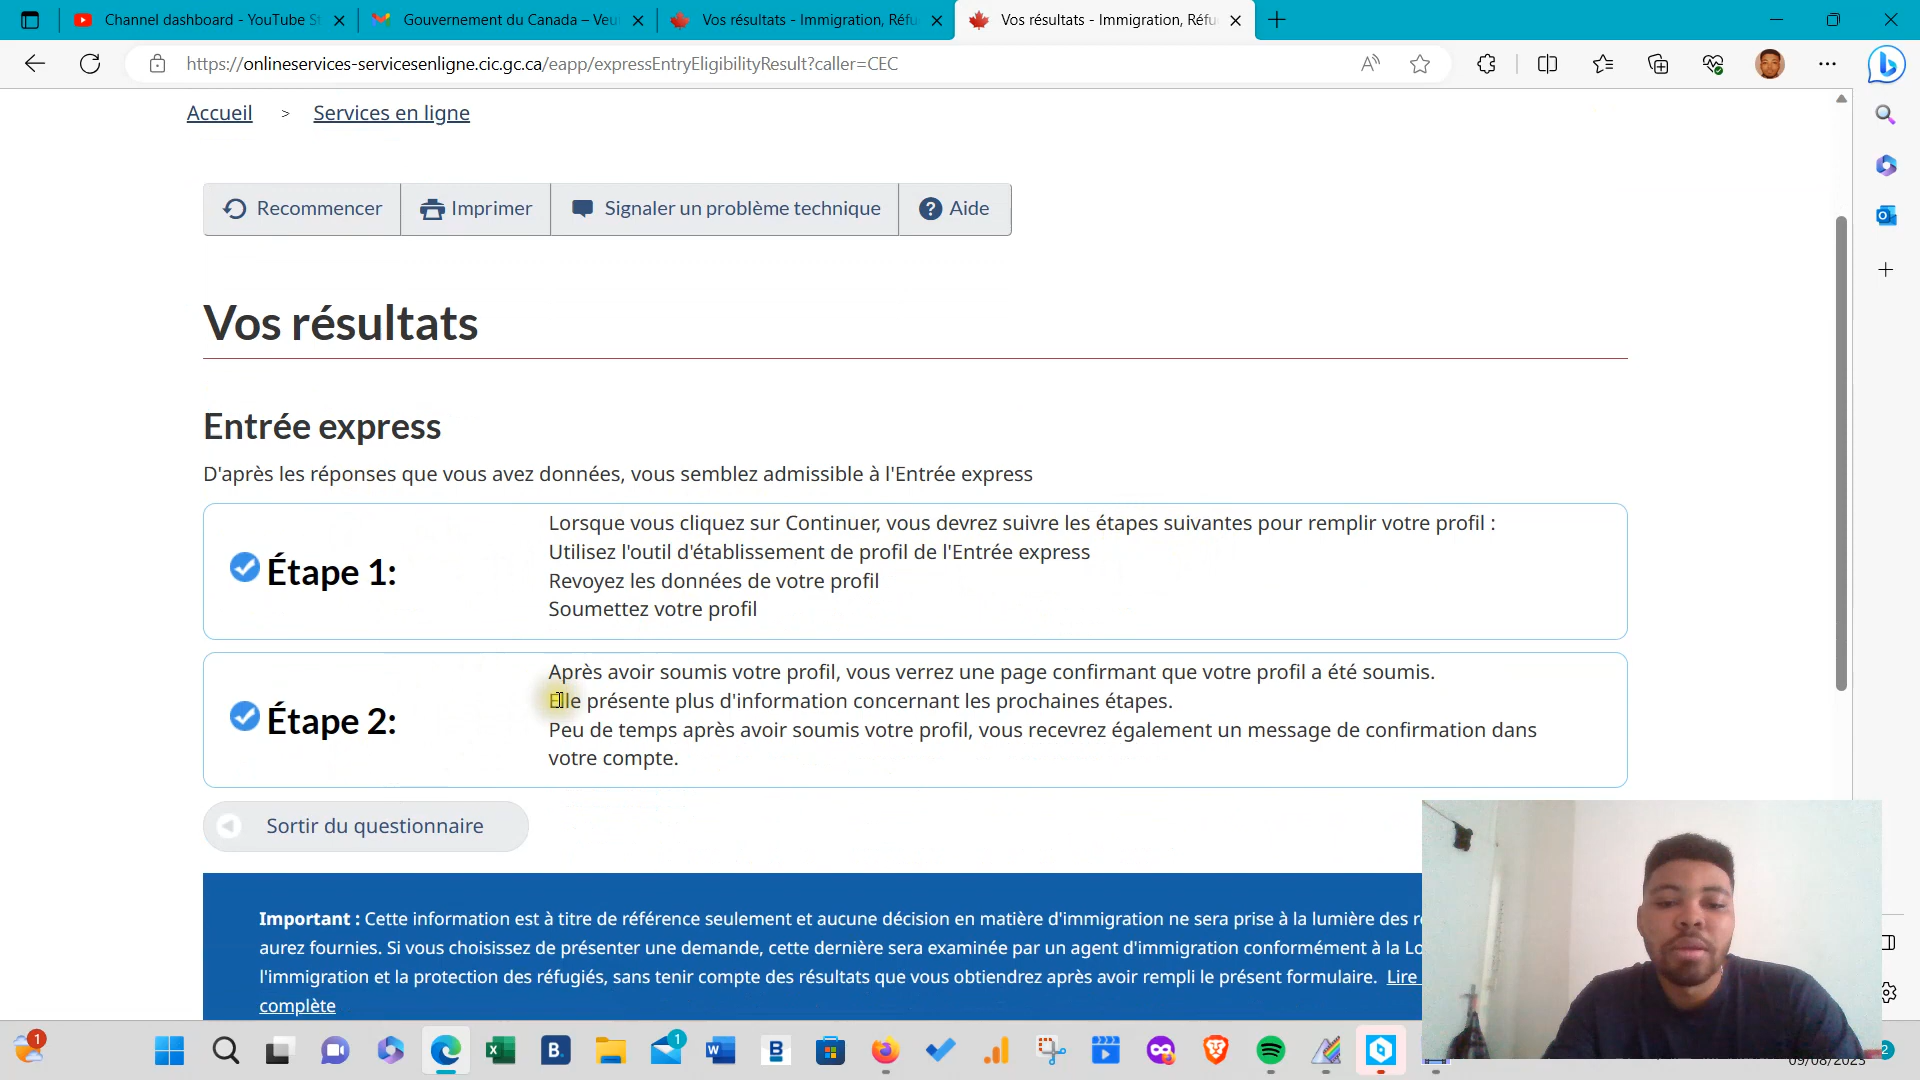 Channel dashboard - YouTube S
Gouvernement du Canada – Veu
Vos résultats - Immigration, Réfu
Vos résultats - Immigration, Réfu
https://onlineservices-servicesenligne.cic.gc.ca/eapp/expressEntryEligibilityResult?caller=CEC
Accueil > Services en ligne
Recommencer
Imprimer
Signaler un problème technique
Aide
Vos résultats
Entrée express
D'après les réponses que vous avez données, vous semblez admissible à l'Entrée express
Étape 1:
Lorsque vous cliquez sur Continuer, vous devrez suivre les étapes suivantes pour remplir votre profil :
Utilisez l'outil d'établissement de profil de l'Entrée express
Revoyez les données de votre profil
Soumettez votre profil
Étape 2:
Après avoir soumis votre profil, vous verrez une page confirmant que votre profil a été soumis.
Elle présente plus d'information concernant les prochaines étapes.
Peu de temps après avoir soumis votre profil, vous recevrez également un message de confirmation dans
votre compte.
Sortir du questionnaire
Important : Cette information est à titre de référence seulement et aucune décision en matière d'immigration ne sera prise à la lumière des r
aurez fournies. Si vous choisissez de présenter une demande, cette dernière sera examinée par un agent d'immigration conformément à la Lo
l'immigration et la protection des réfugiés, sans tenir compte des résultats que vous obtiendrez après avoir rempli le présent formulaire. Lire
complète
1
1
2
09/08/2023